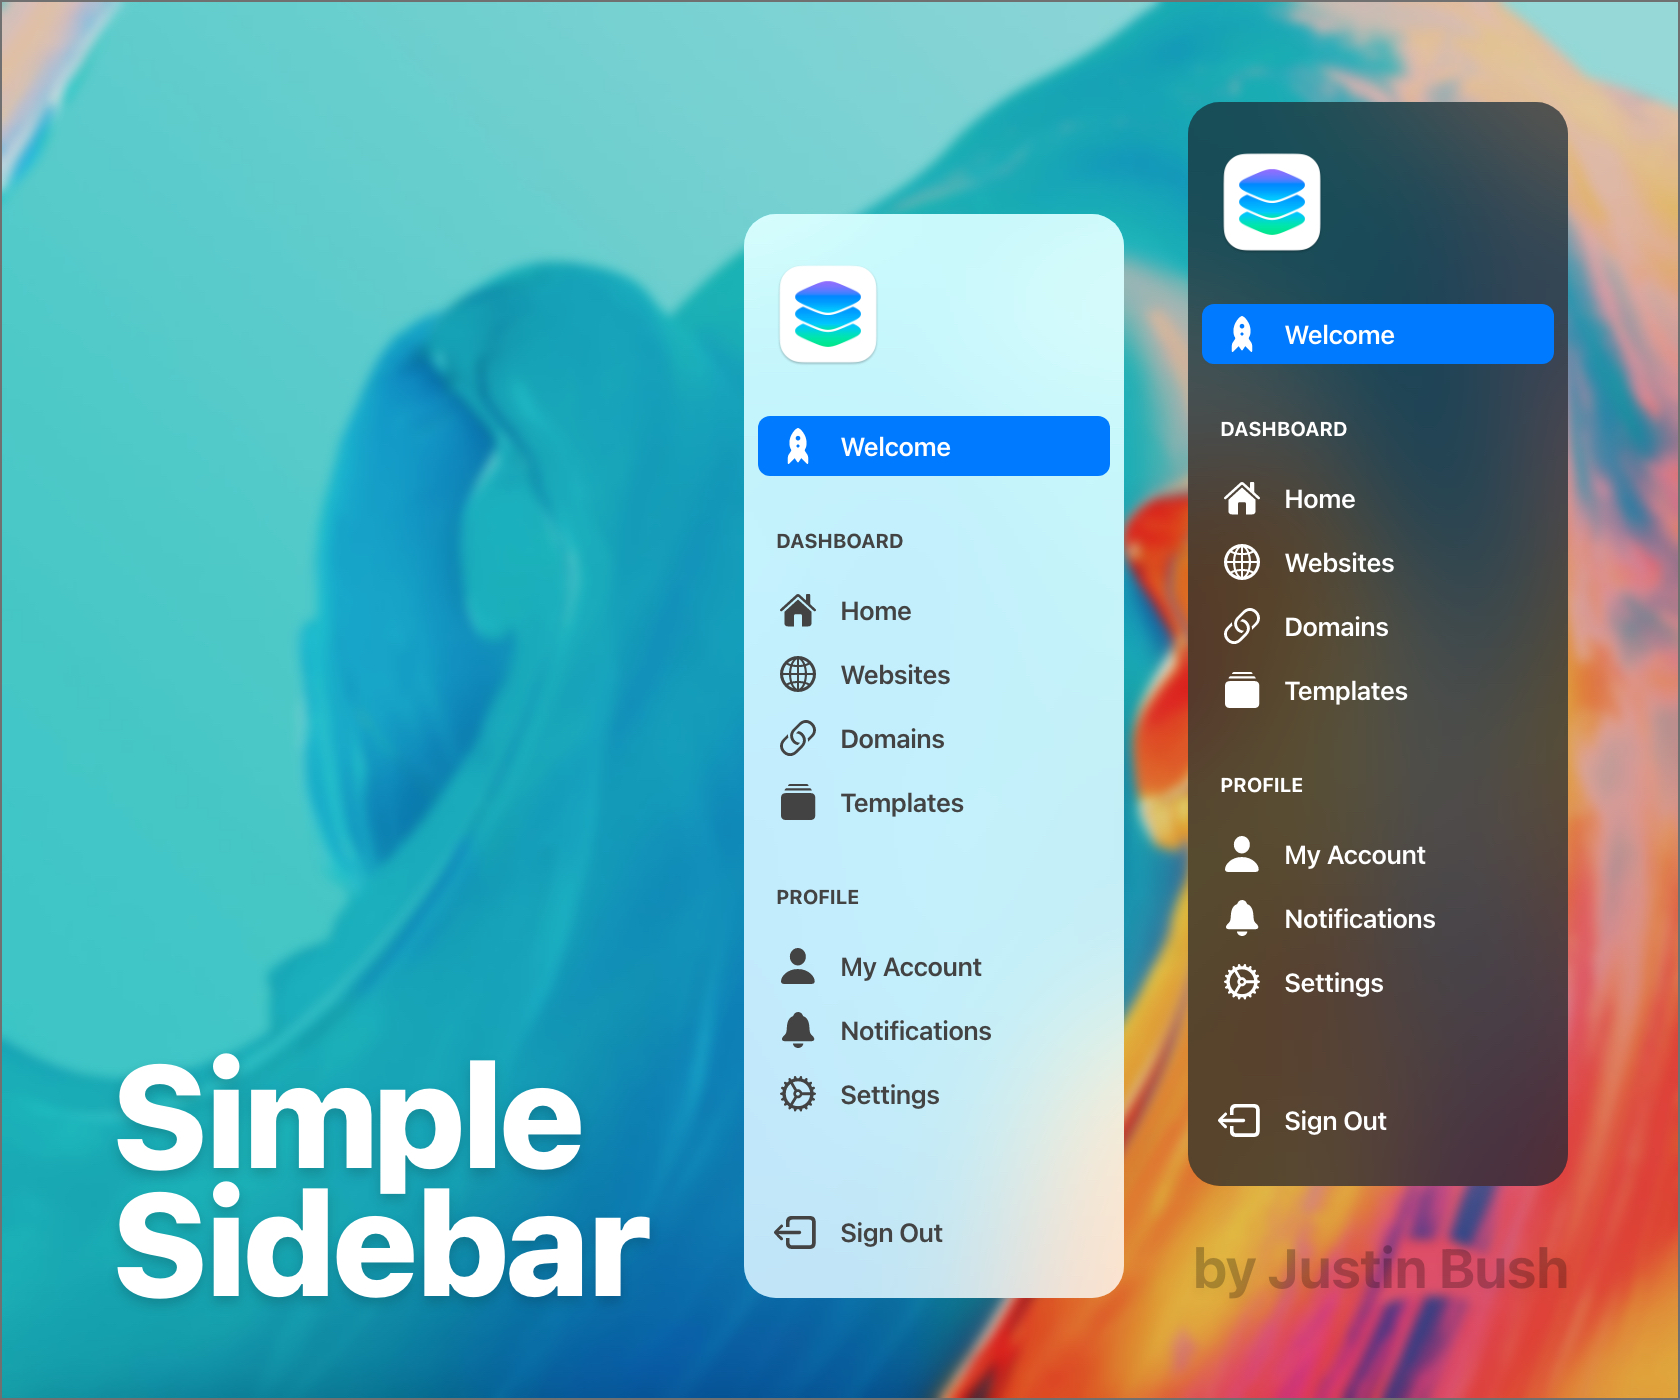 Simple
Sidebar
Welcome
DASHBOARD
Home
Websites
Domains
Templates
PROFILE
My Account
Notifications
Settings
Sign Out
Welcome
DASHBOARD
Home
Websites
Domains
Templates
PROFILE
My Account
Notifications
Settings
Sign Out
by Justin Bush